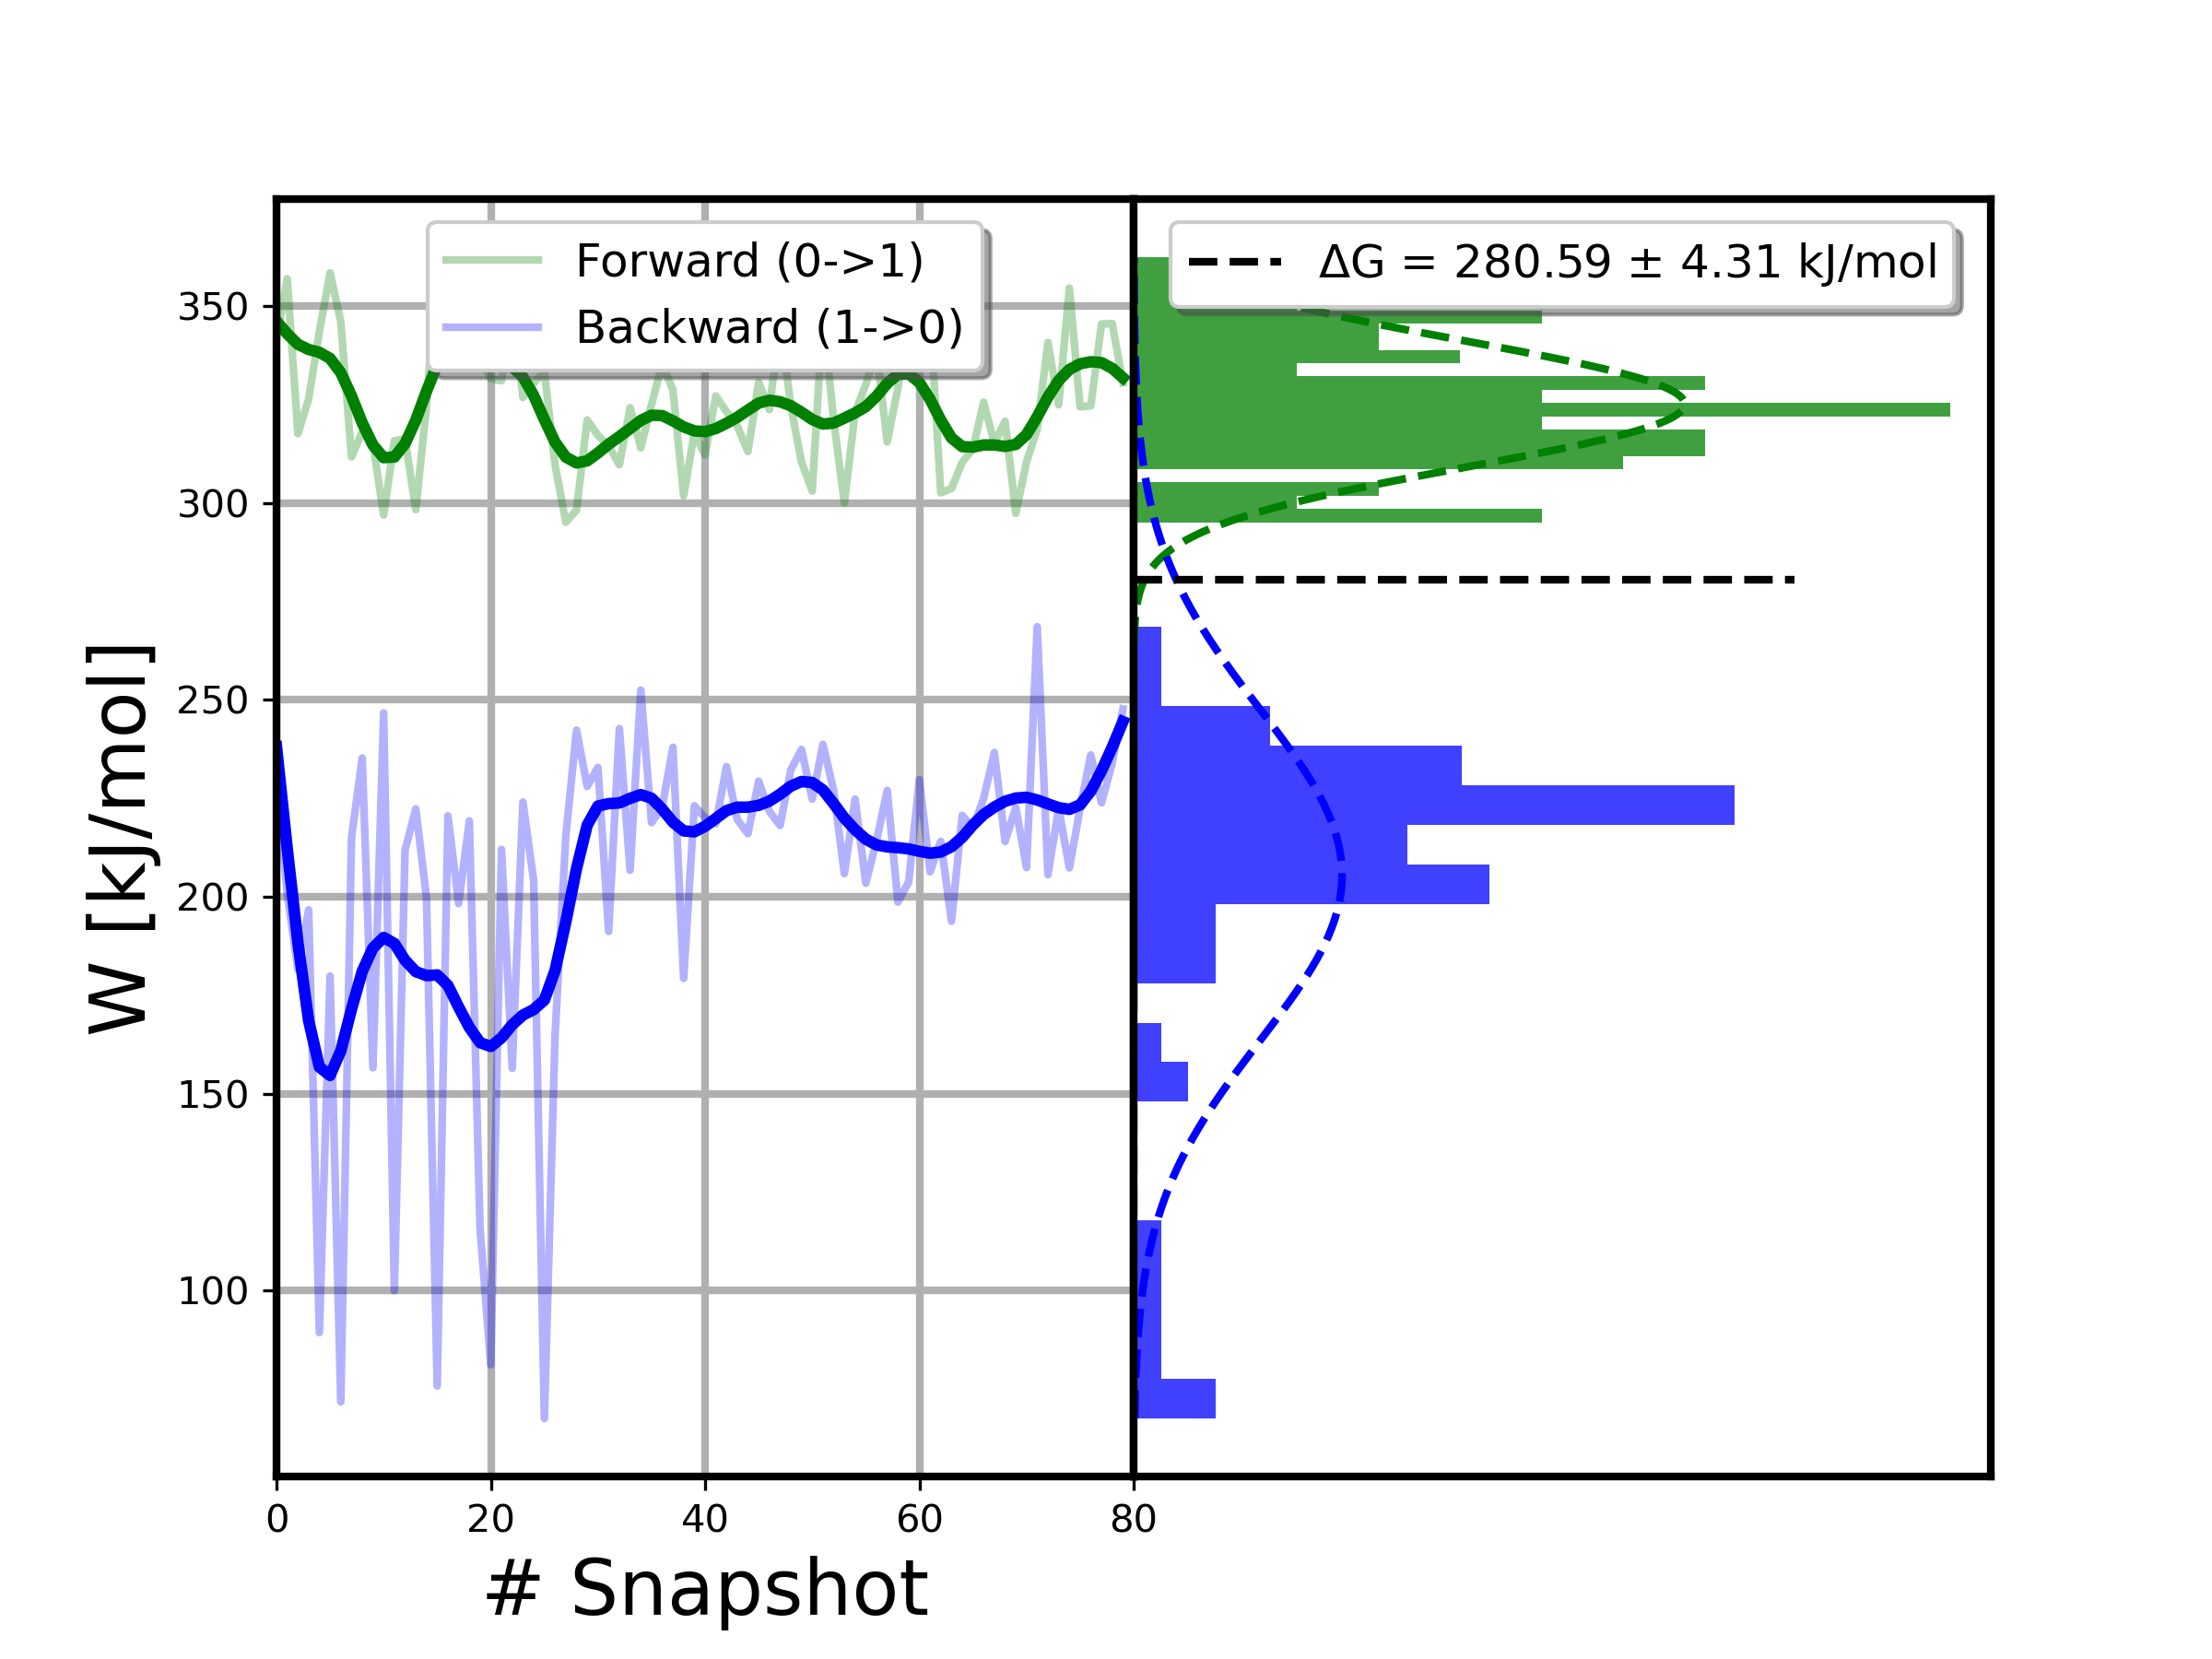 Forward (0->1)
Backward (1->0)
ΔG = 280.59 ± 4.31 kJ/mol
W [kJ/mol]
350
300
250
200
150
100
0
20
40
60
80
# Snapshot